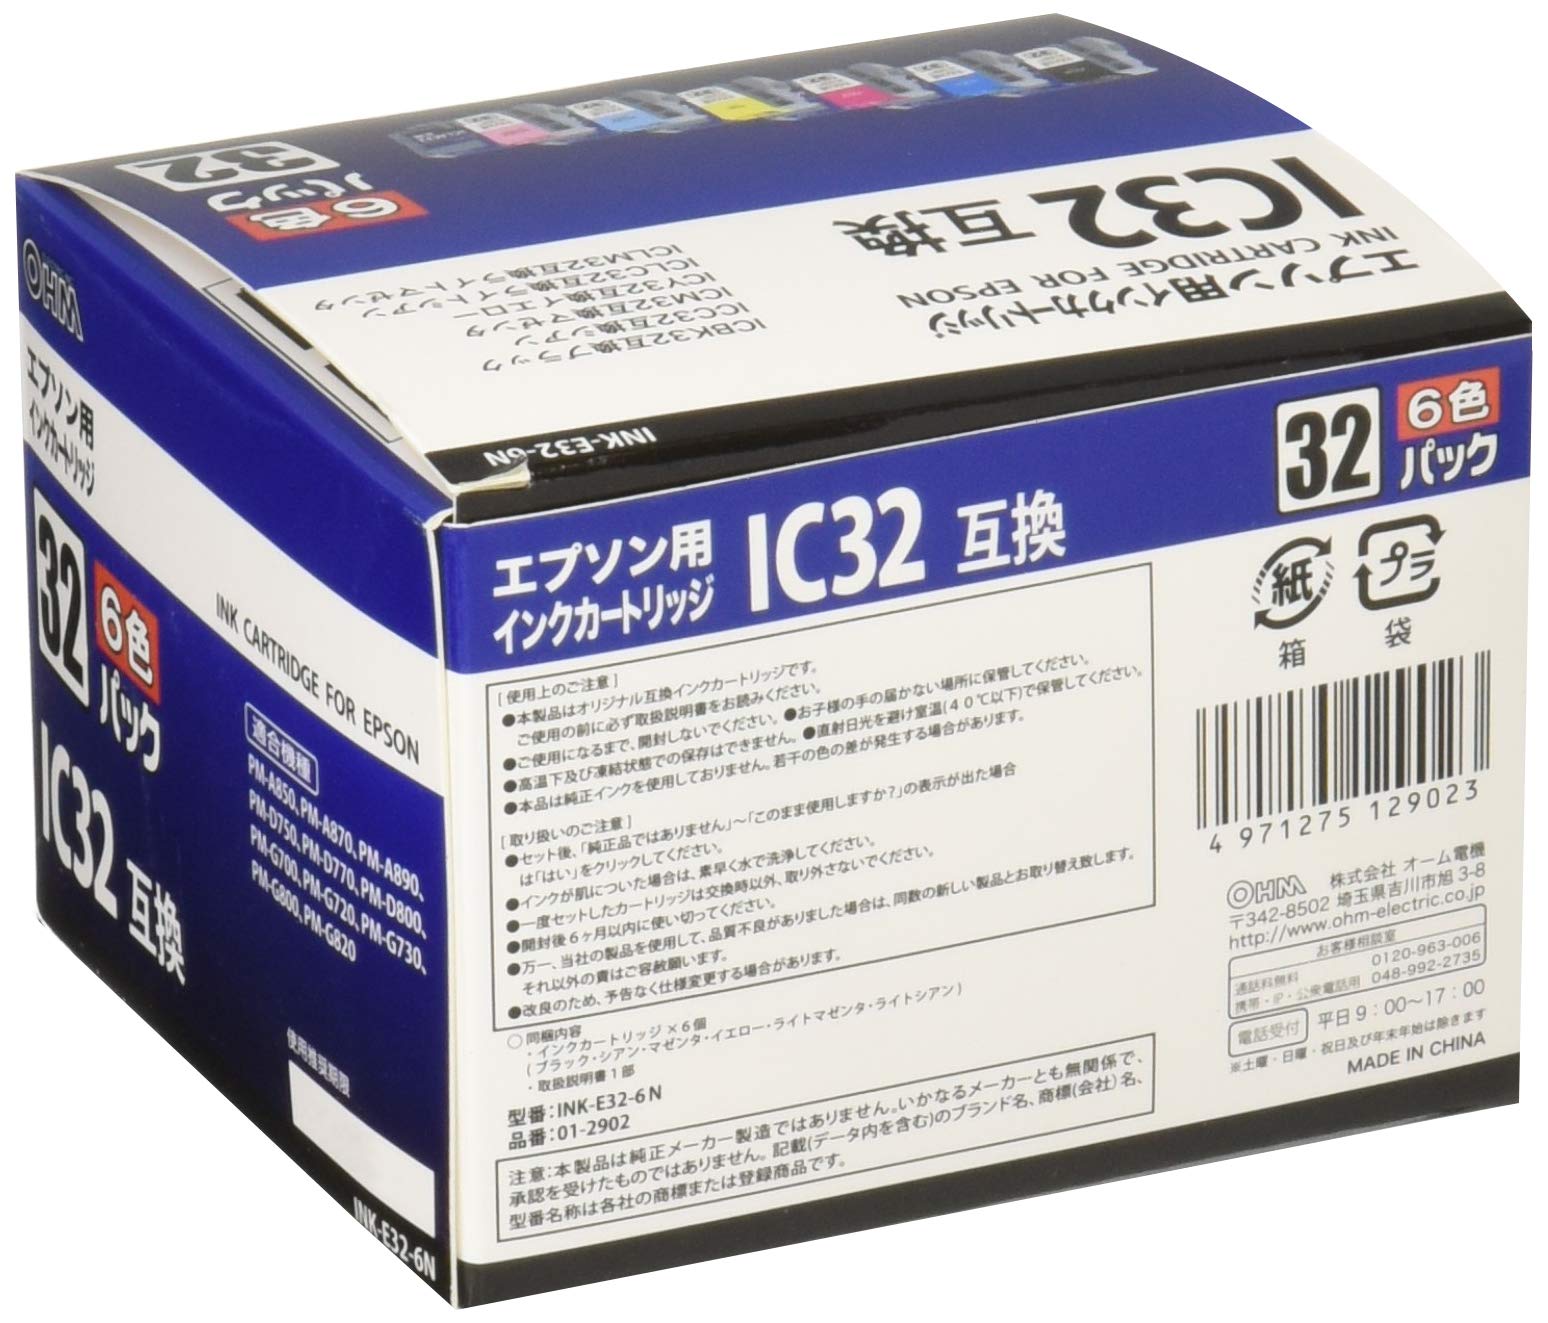 32
6色
パック
エプソン用インクカートリッジ
INK CARTRIDGE FOR EPSON
IC32 互換
ICBK32互換ブラック
ICC32互換シアン
ICM32互換マゼンタ
ICY32互換イエロー
ICLC32互換ライトシアン
ICLM32互換ライトマゼンタ
INK-E32-6N
OHM
エプソン用
インクカートリッジ
INK CARTRIDGE FOR EPSON
32
6色
パック
IC32 互換
適合機種
PM-A850、PM-A870、PM-A890、
PM-D750、PM-D770、PM-D800、
PM-G700、PM-G720、PM-G730、
PM-G800、PM-G820
使用推奨期限
INK-E32-6N
エプソン用
インクカートリッジ
IC32 互換
32
6色
パック
[使用上のご注意]
●本製品はオリジナル互換インクカートリッジです。
ご使用の前に必ず取扱説明書をお読みください。
●ご使用になるまで、開封しないでください。●お子様の手の届かない場所に保管してください。
●高温下及び凍結状態での保存はできません。●直射日光を避け室温(40℃以下)で保管してください。
●本品は純正インクを使用しておりません。若干の色の差が発生する場合があります。
[取り扱いのご注意]
●セット後、「純正品ではありません」～「このまま使用しますか？」の表示が出た場合
は「はい」をクリックしてください。
●インクが肌についた場合は、素早く水で洗浄してください。
●一度セットしたカートリッジは交換時以外、取り外さないでください。
●開封後6ヶ月以内に使い切ってください。
●万一、当社の製品を使用して、品質不良がありました場合は、同数の新しい製品とお取り替え致します。
それ以外の責はご容赦願います。
●改良のため、予告なく仕様変更する場合があります。
○同梱内容
・インクカートリッジ×6個
(ブラック・シアン・マゼンタ・イエロー・ライトマゼンタ・ライトシアン)
・取扱説明書1部
型番:INK-E32-6N
品番:01-2902
注意:本製品は純正メーカー製造ではありません。いかなるメーカーとも無関係で、
承認を受けたものではありません。記載(データ内を含む)のブランド名、商標(会社)名、
型番名称は各社の商標または登録商品です。
紙
箱
プラ
袋
4 971275 129023
OHM 株式会社 オーム電機
〒342-8502 埼玉県吉川市旭3-8
http://www.ohm-electric.co.jp
お客様相談室
通話料無料 0120-963-006
携帯・IP・公衆電話用 048-992-2735
電話受付 平日9:00～17:00
※土曜・日曜・祝日及び年末年始は除きます
MADE IN CHINA